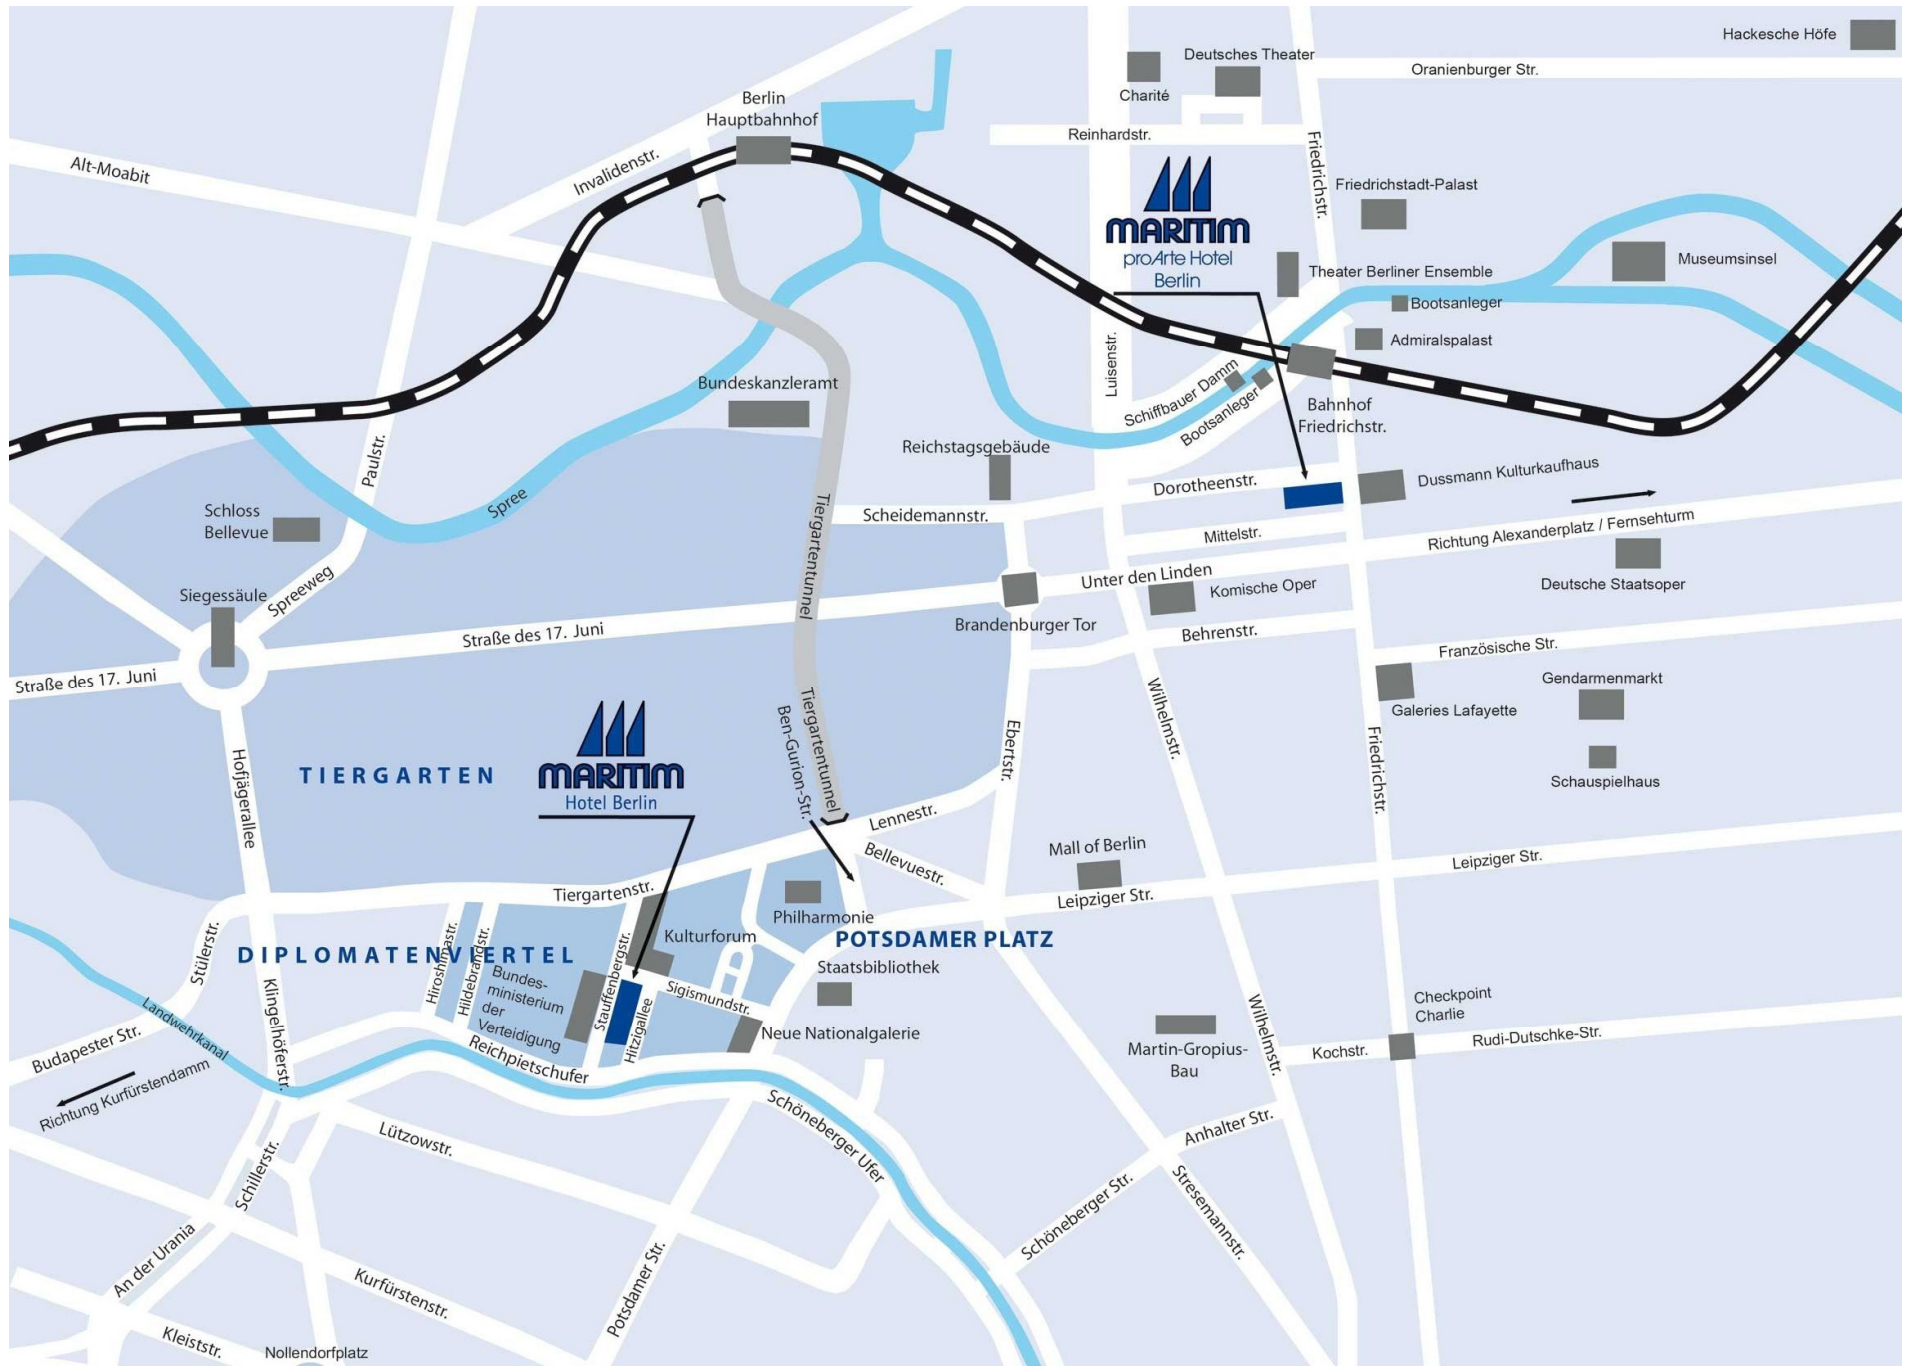 Hackesche Höfe
Deutsches Theater
Oranienburger Str.
Charité
Berlin
Hauptbahnhof
Reinhardstr.
Friedrichstr.
Alt-Moabit
Invalidenstr.
Friedrichstadt-Palast
MARITIM
proArte Hotel
Berlin
Theater Berliner Ensemble
Museumsinsel
Bootsanleger
Admiralspalast
Luisenstr.
Schiffbauer Damm
Bootsanleger
Bahnhof
Friedrichstr.
Bundeskanzleramt
Reichstagsgebäude
Paulstr.
Spree
Schloss
Bellevue
Dorotheenstr.
Dussmann Kulturkaufhaus
Scheidemannstr.
Mittelstr.
Richtung Alexanderplatz / Fernsehturm
Tiergartentunnel
Unter den Linden
Komische Oper
Deutsche Staatsoper
Siegessäule
Spreeweg
Brandenburger Tor
Straße des 17. Juni
Behrenstr.
Französische Str.
Straße des 17. Juni
Gendarmenmarkt
Galeries Lafayette
Wilhelmstr.
Tiergartentunnel
Ben-Gurion-Str.
Ebertstr.
Friedrichstr.
Schauspielhaus
Hofjägerallee
TIERGARTEN
MARITIM
Hotel Berlin
Lennestr.
Bellevuestr.
Mall of Berlin
Leipziger Str.
Leipziger Str.
Tiergartenstr.
Philharmonie
POTSDAMER PLATZ
Kulturforum
Stülerstr.
DIPLOMATENVIERTEL
Hiroshimastr.
Hildebrandstr.
Bundes-
ministerium
der
Verteidigung
Stauffenbergstr.
Hitzigallee
Sigismundstr.
Staatsbibliothek
Neue Nationalgalerie
Klingelhöferstr.
Landwehrkanal
Budapester Str.
Richtung Kurfürstendamm
Reichpietschufer
Checkpoint
Charlie
Wilhelmstr.
Martin-Gropius-
Bau
Kochstr.
Rudi-Dutschke-Str.
Schöneberger Ufer
Lützowstr.
Schillerstr.
Anhalter Str.
Schöneberger Str.
Stresemannstr.
An der Urania
Kurfürstenstr.
Potsdamer Str.
Kleiststr.
Nollendorfplatz